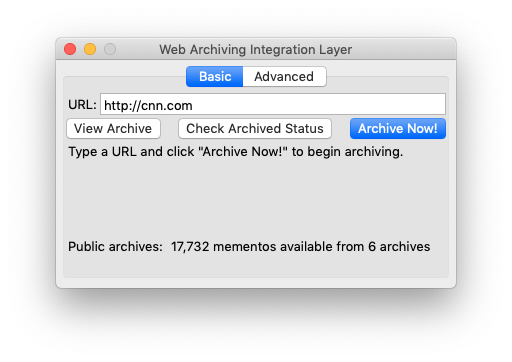 Web Archiving Integration Layer
Basic Advanced
URL: http://cnn.com
View Archive Check Archived Status Archive Now!
Type a URL and click "Archive Now!" to begin archiving.
Public archives: 17,732 mementos available from 6 archives